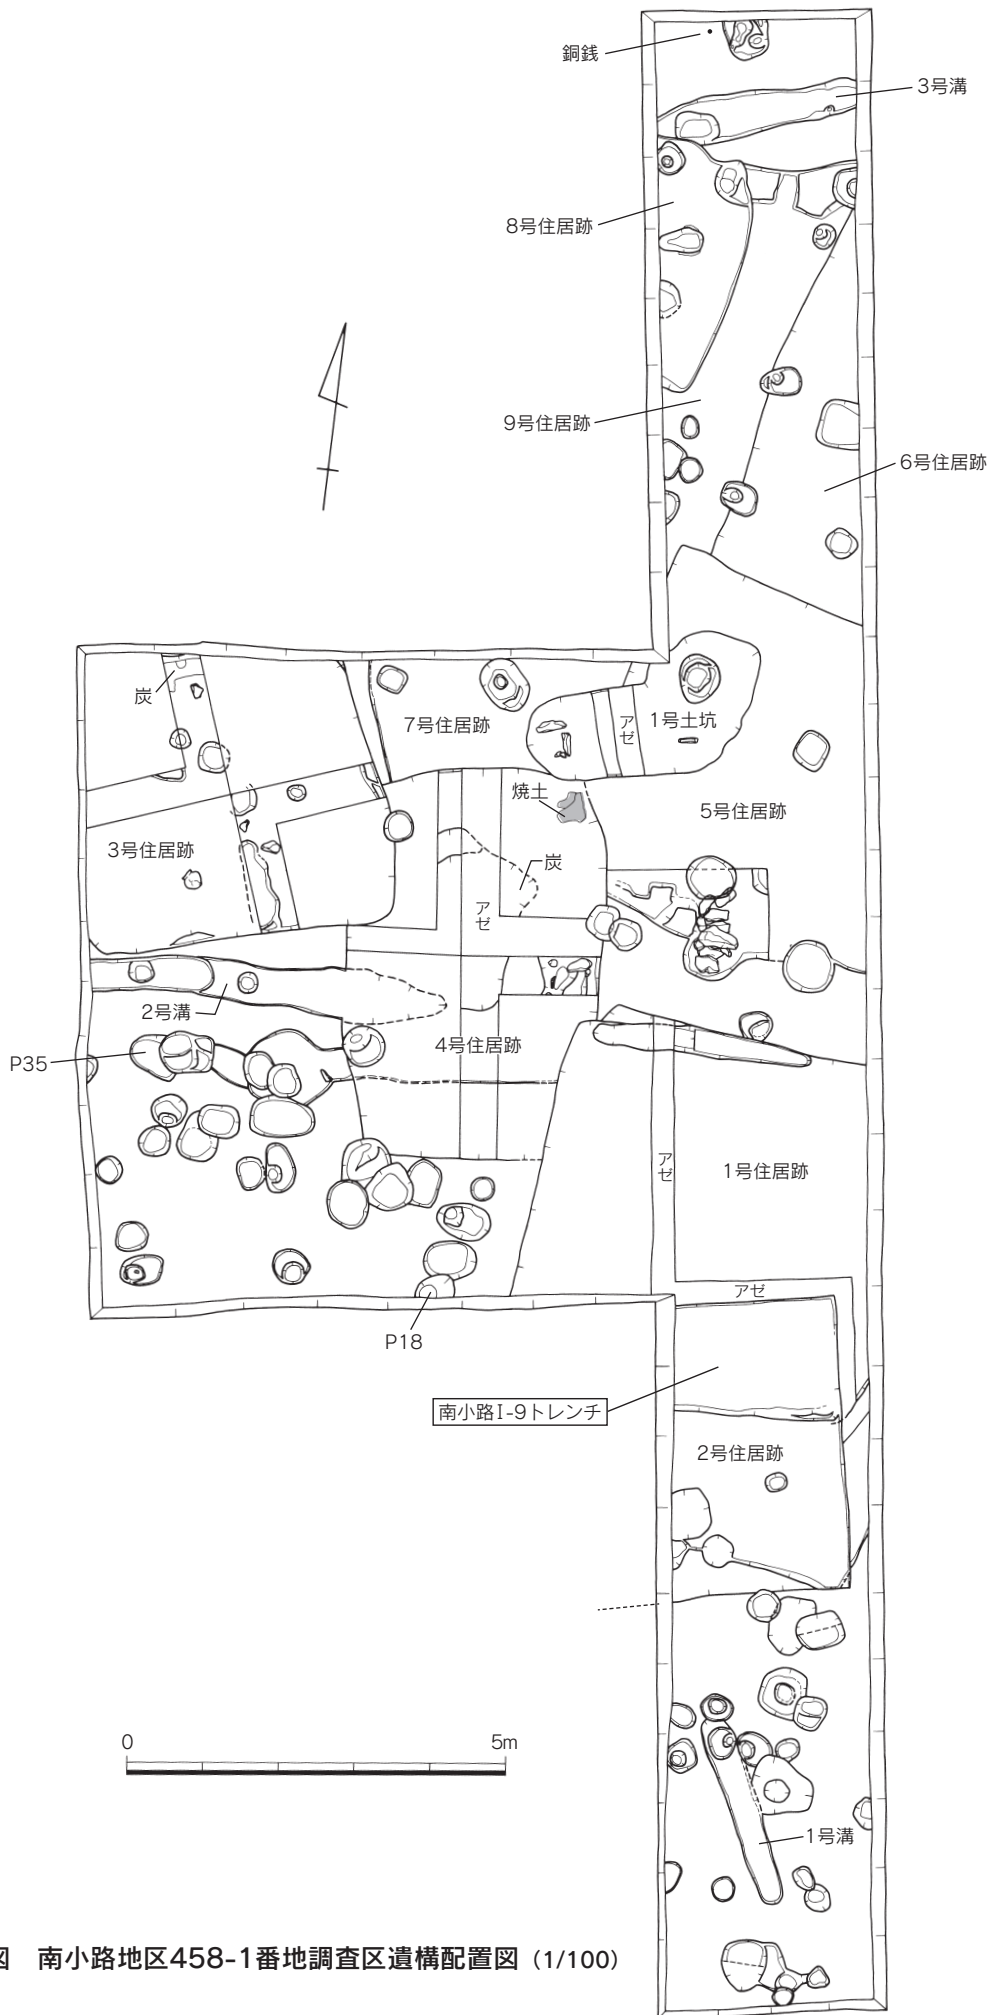 銅銭
3号溝
8号住居跡
9号住居跡
6号住居跡
炭
7号住居跡
アゼ
1号土坑
焼土
5号住居跡
3号住居跡
炭
アゼ
2号溝
4号住居跡
P35
アゼ
1号住居跡
アゼ
P18
南小路I-9トレンチ
2号住居跡
0 5m
1号溝
図 南小路地区458-1番地調査区遺構配置図（1/100）